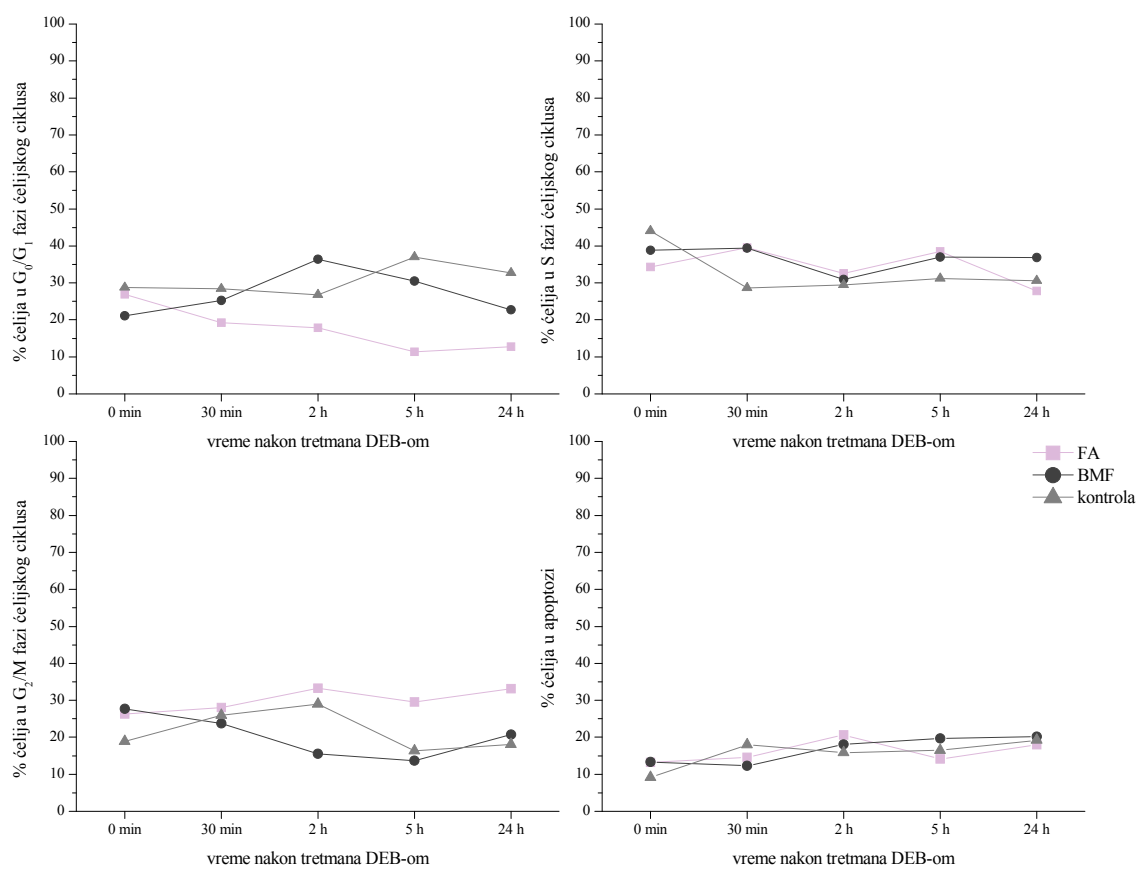 100
90
80
70
60
50
40
30
20
10
0
% ćelija u G0/G1 fazi ćelijskog ciklusa
0 min 30 min 2 h 5 h 24 h
vreme nakon tretmana DEB-om
100
90
80
70
60
50
40
30
20
10
0
% ćelija u S fazi ćelijskog ciklusa
0 min 30 min 2 h 5 h 24 h
vreme nakon tretmana DEB-om
100
90
80
70
60
50
40
30
20
10
0
% ćelija u G2/M fazi ćelijskog ciklusa
0 min 30 min 2 h 5 h 24 h
vreme nakon tretmana DEB-om
100
90
80
70
60
50
40
30
20
10
0
% ćelija u apoptozi
0 min 30 min 2 h 5 h 24 h
vreme nakon tretmana DEB-om
FA
BMF
kontrola